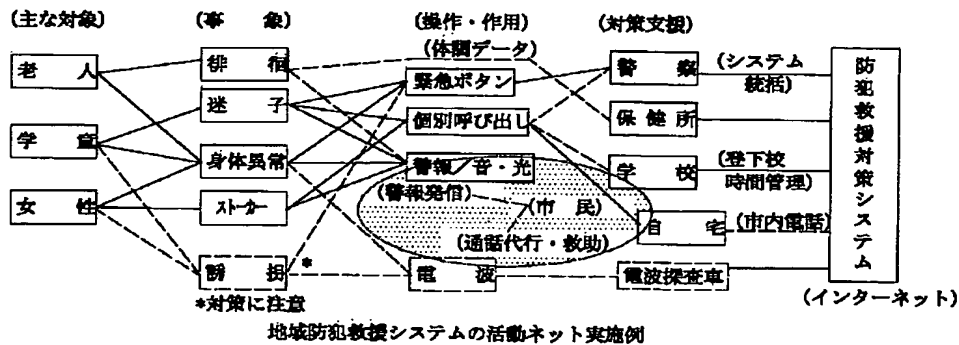 (主な対象) (事 象) (操作・作用) (対策支援)
(体調データ)
老 人 徘 徊 緊急ボタン 警 察 (システム統括)
迷 子 個別呼び出し 保 健 所
学 童 身体異常 警報/音・光 学 校 (登下校時間管理)
(警報発信) (市 民)
女 性 ストーカー 自 宅 (市内電話)
(通話代行・救助)
誘 拐 * 電 波 電波探査車
*対策に注意
防犯救援対策システム
(インターネット)
地域防犯救援システムの活動ネット実施例